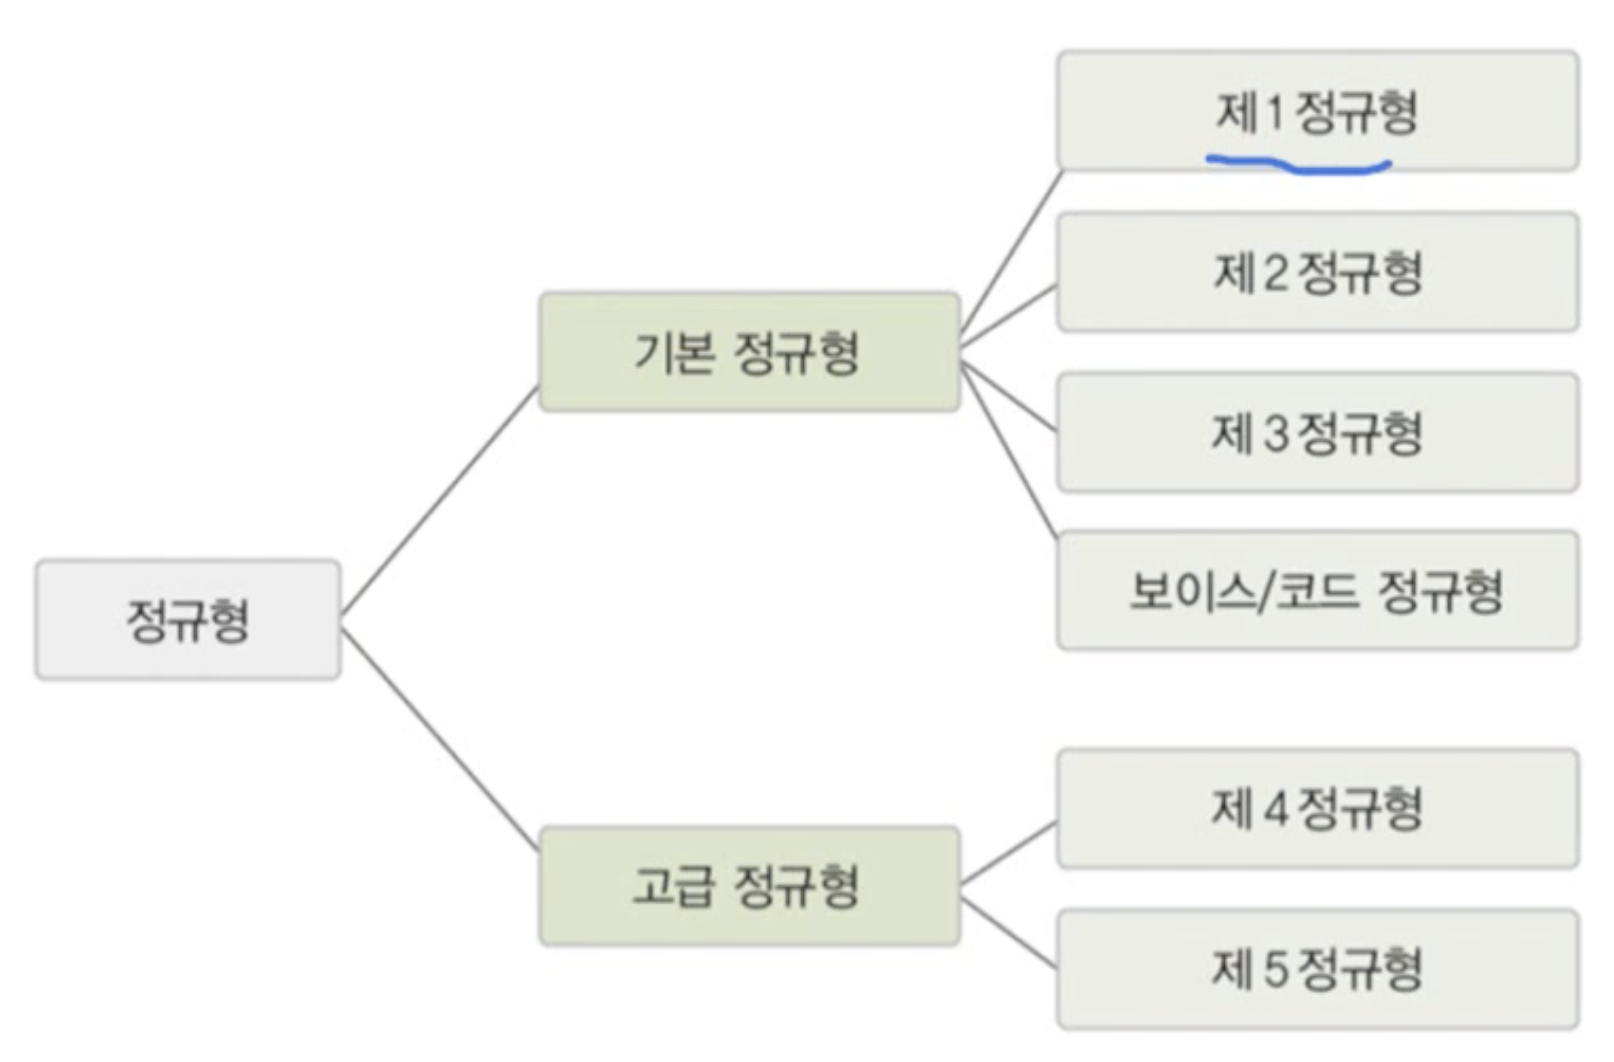 정규형
기본 정규형
제 1 정규형
제 2 정규형
제 3 정규형
보이스/코드 정규형
고급 정규형
제 4 정규형
제 5 정규형